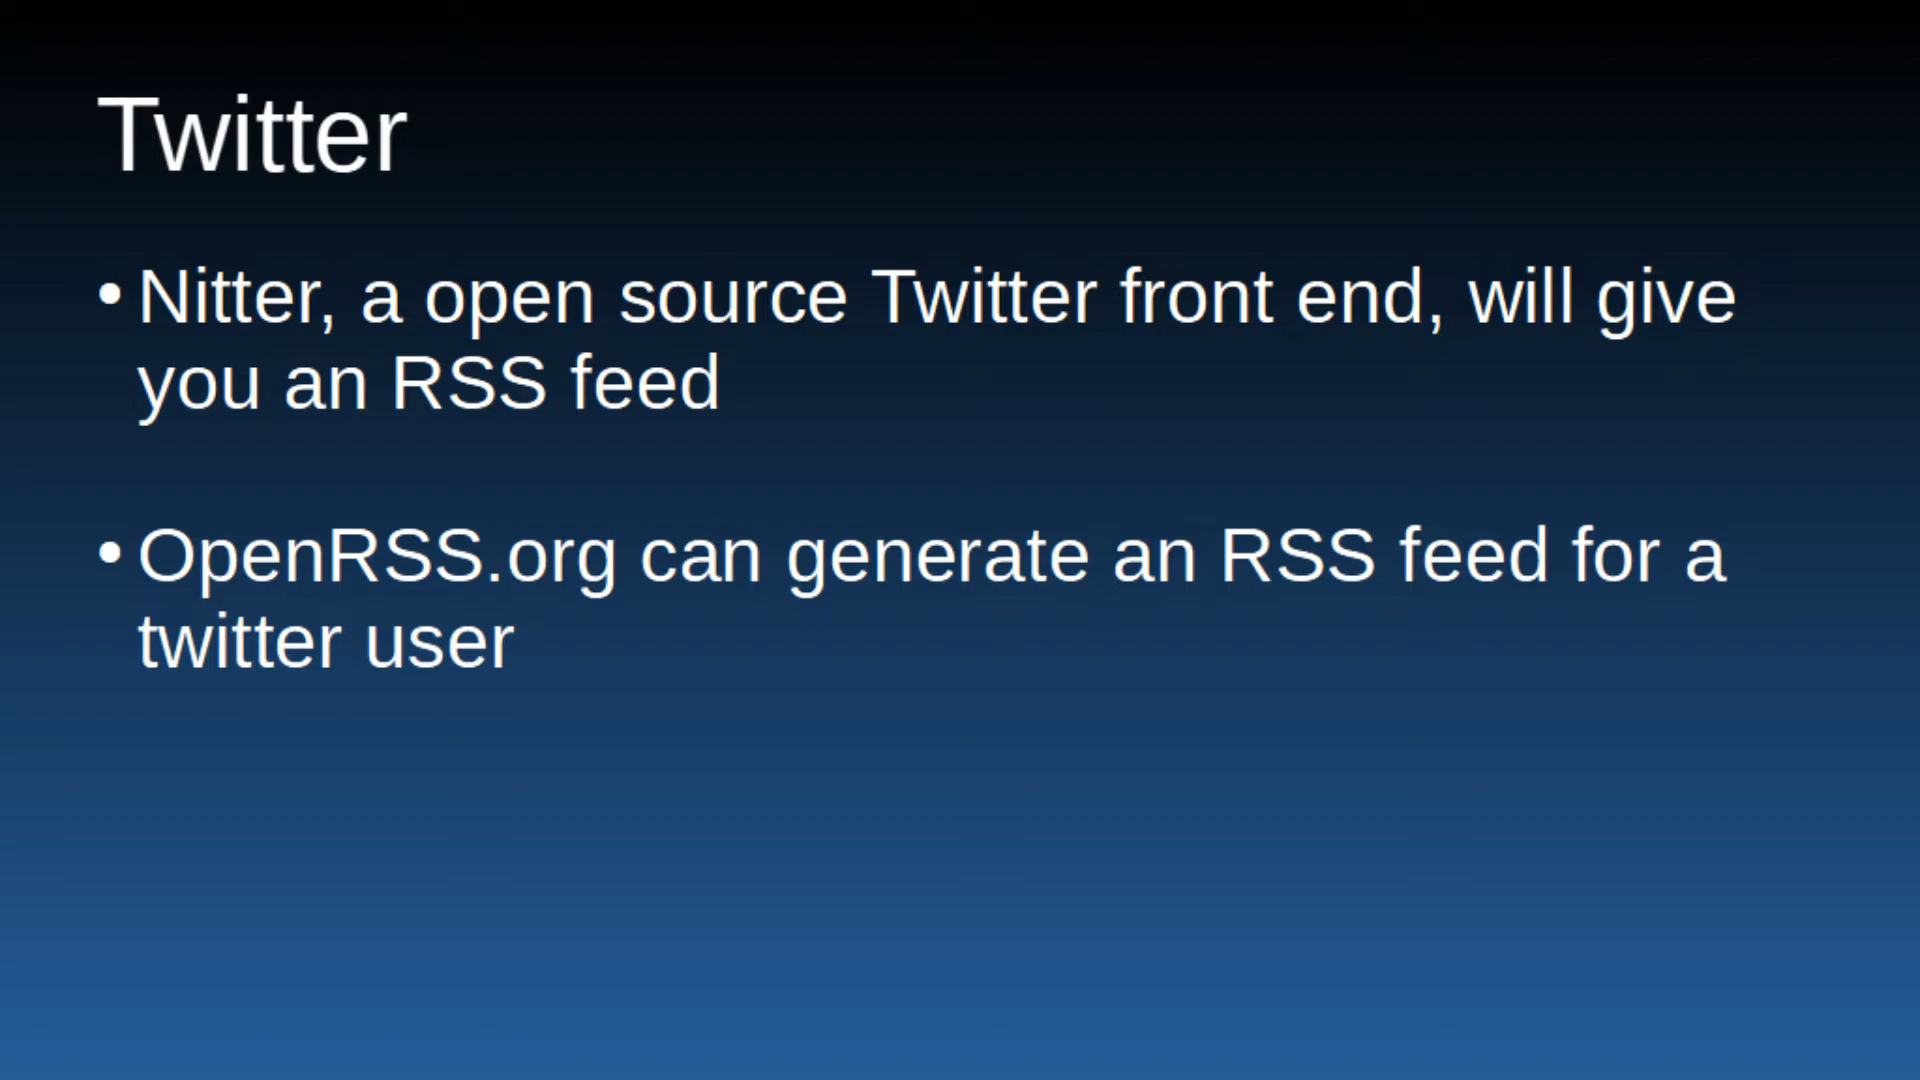 Twitter
• Nitter, a open source Twitter front end, will give
you an RSS feed
• OpenRSS.org can generate an RSS feed for a
twitter user